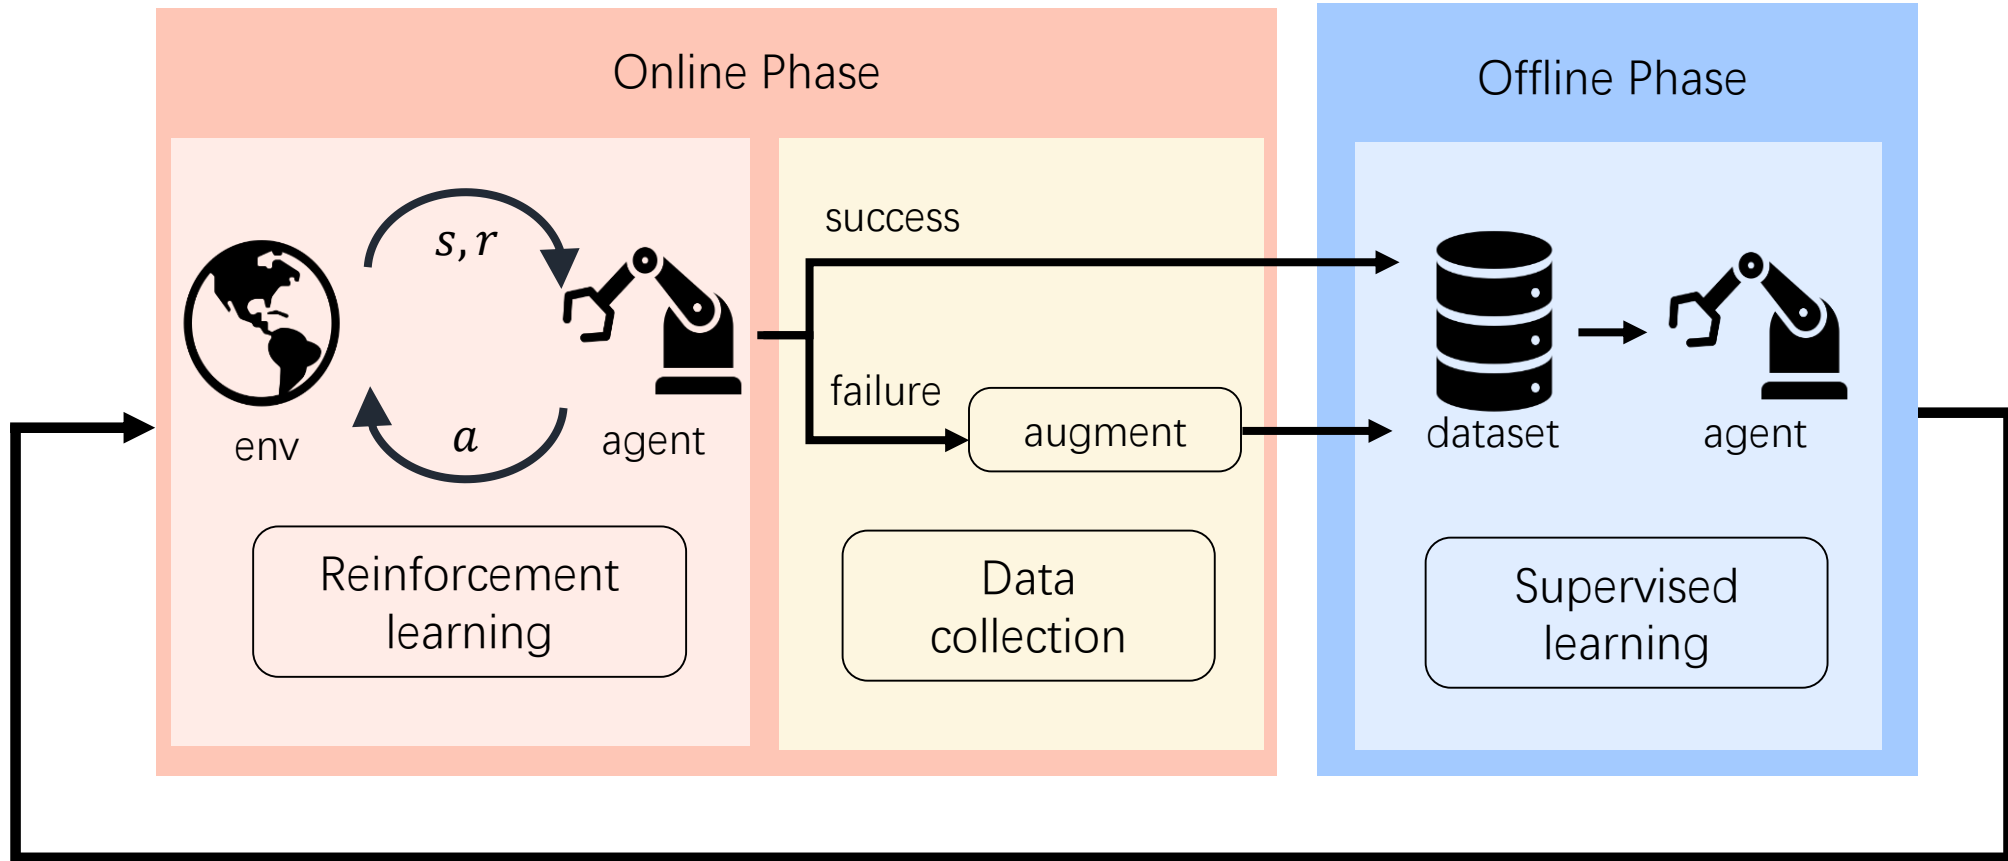 Online Phase
Offline Phase
s, r
a
env
agent
Reinforcement
learning
success
failure
augment
Data
collection
dataset
agent
Supervised
learning